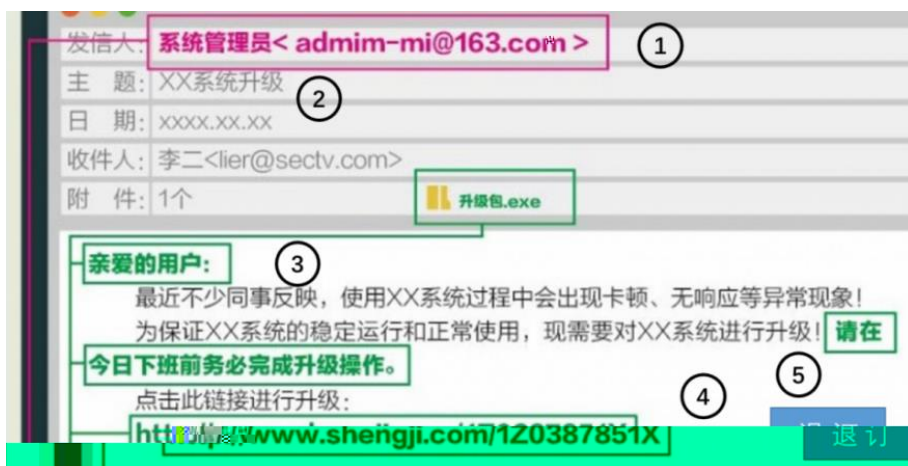 发信人: 系统管理员< admim-mi@163.com >
①
主 题: XX系统升级
②
日 期: xxxx.xx.xx
收件人: 李二<lier@sectv.com>
附 件: 1个 升级包.exe
亲爱的用户:
③
最近不少同事反映，使用XX系统过程中会出现卡顿、无响应等异常现象!
为保证XX系统的稳定运行和正常使用，现需要对XX系统进行升级! 请在
今日下班前务必完成升级操作。
⑤
点击此链接进行升级:
④
www.shengji.com/120387851X
退订